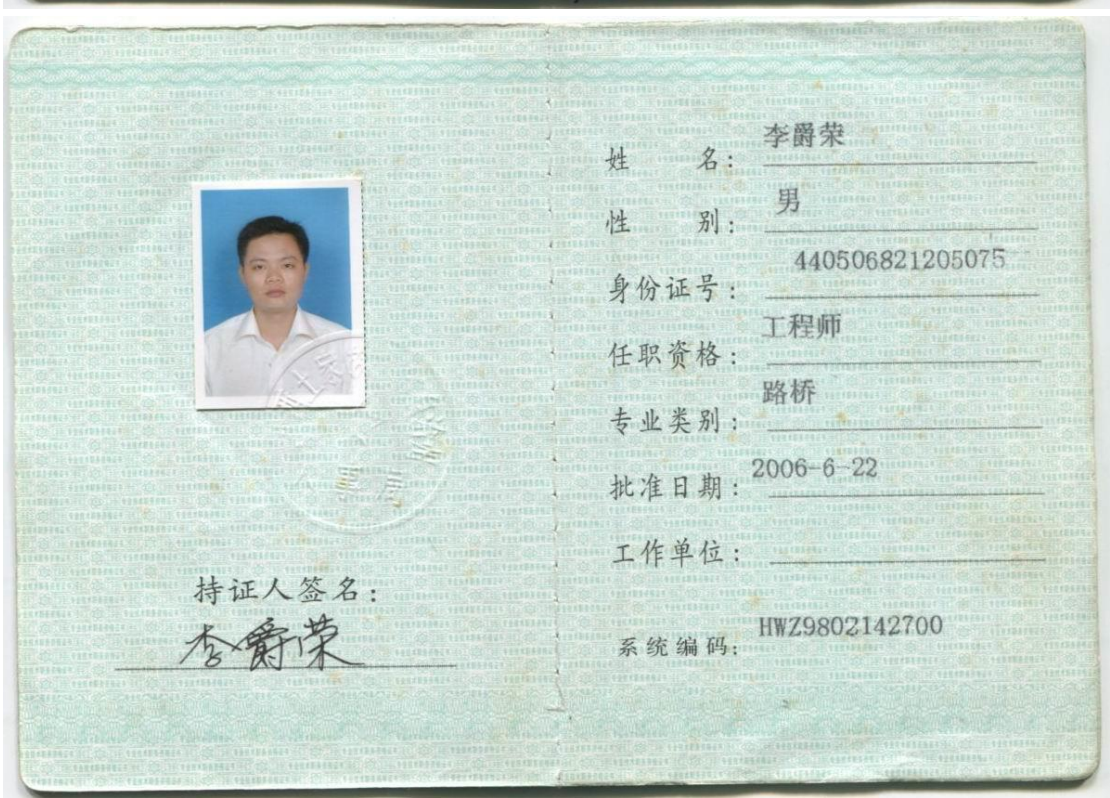 持证人签名：
李爵荣
姓 名：李爵荣
性 别：男
身份证号：440506821205075
任职资格：工程师
专业类别：路桥
批准日期：2006-6-22
工作单位：
系统编码：HWZ9802142700